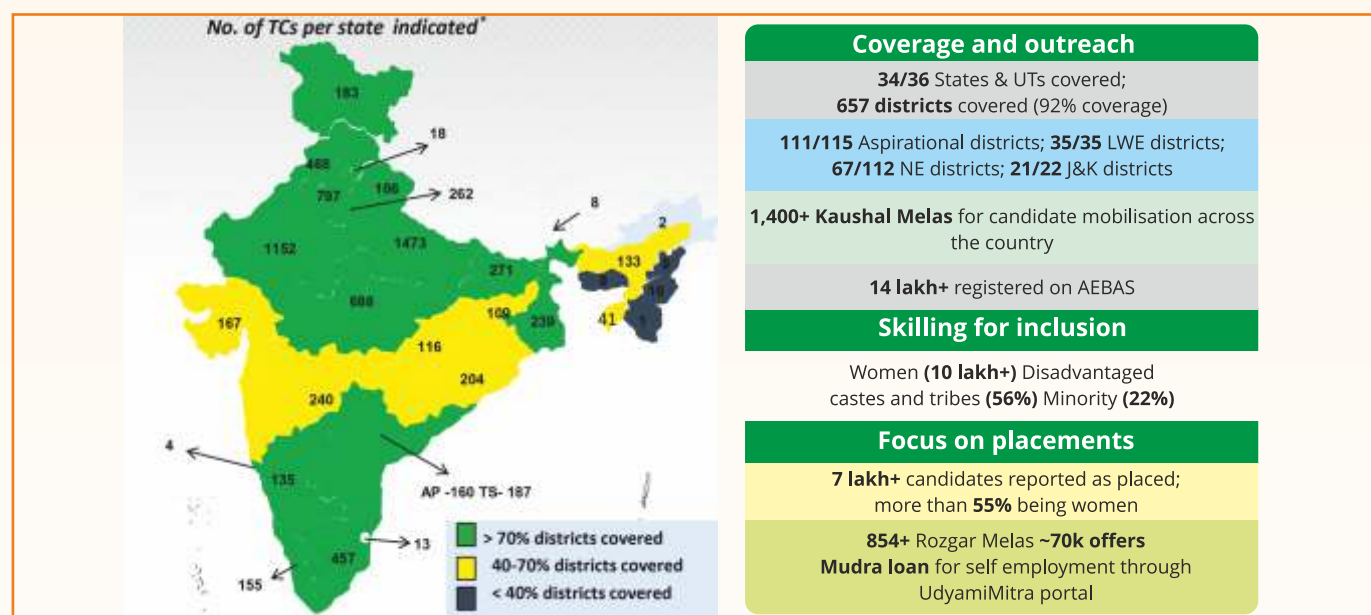 No. of TCs per state indicated*
183
18
468
797
106
262
8
2
1152
1473
133
271
688
109
239
41
1
167
116
204
240
4
135
AP -160 TS- 187
13
457
155
> 70% districts covered
40-70% districts covered
< 40% districts covered
Coverage and outreach
34/36 States & UTs covered;
657 districts covered (92% coverage)
111/115 Aspirational districts; 35/35 LWE districts;
67/112 NE districts; 21/22 J&K districts
1,400+ Kaushal Melas for candidate mobilisation across
the country
14 lakh+ registered on AEBAS
Skilling for inclusion
Women (10 lakh+) Disadvantaged
castes and tribes (56%) Minority (22%)
Focus on placements
7 lakh+ candidates reported as placed;
more than 55% being women
854+ Rozgar Melas ~70k offers
Mudra loan for self employment through
UdyamiMitra portal